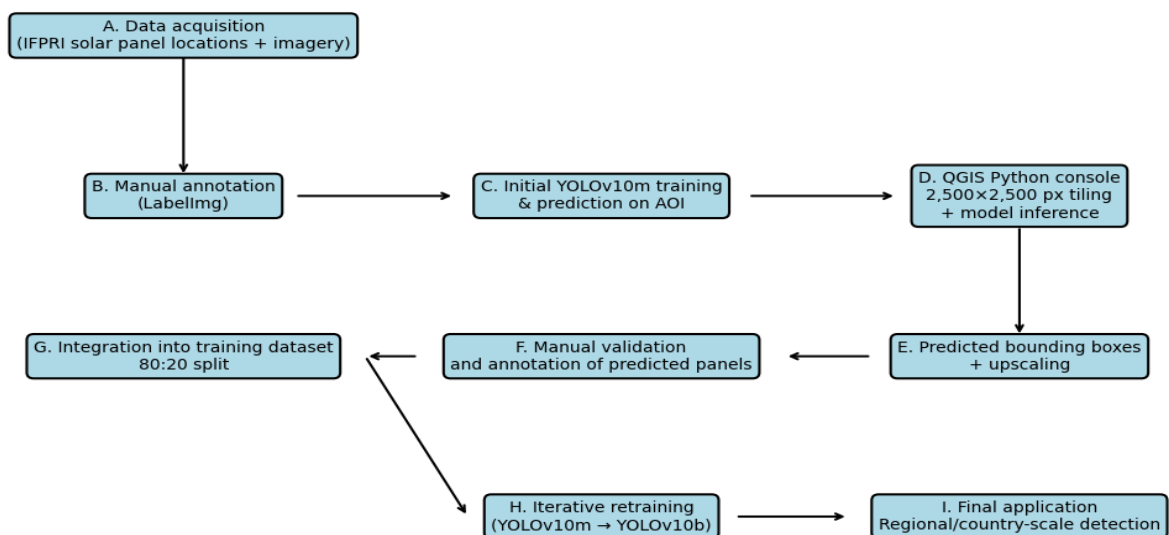 A. Data acquisition
(IFPRI solar panel locations + imagery)
B. Manual annotation
(LabelImg)
C. Initial YOLOv10m training
& prediction on AOI
D. QGIS Python console
2,500×2,500 px tiling
+ model inference
E. Predicted bounding boxes
+ upscaling
F. Manual validation
and annotation of predicted panels
G. Integration into training dataset
80:20 split
H. Iterative retraining
(YOLOv10m → YOLOv10b)
I. Final application
Regional/country-scale detection